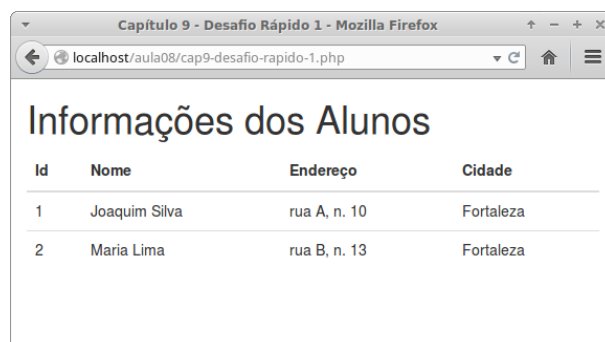 Capítulo 9 - Desafio Rápido 1 - Mozilla Firefox
localhost/aula08/cap9-desafio-rapido-1.php
Informações dos Alunos
Id Nome Endereço Cidade
1 Joaquim Silva rua A, n. 10 Fortaleza
2 Maria Lima rua B, n. 13 Fortaleza